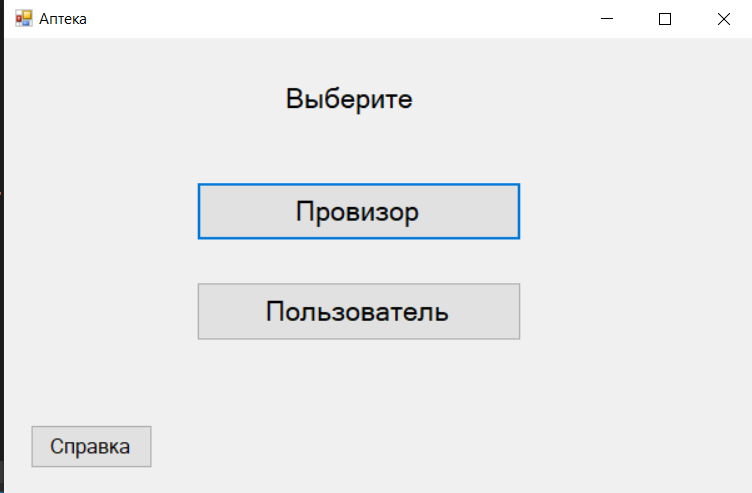 Аптека
Выберите
Провизор
Пользователь
Справка